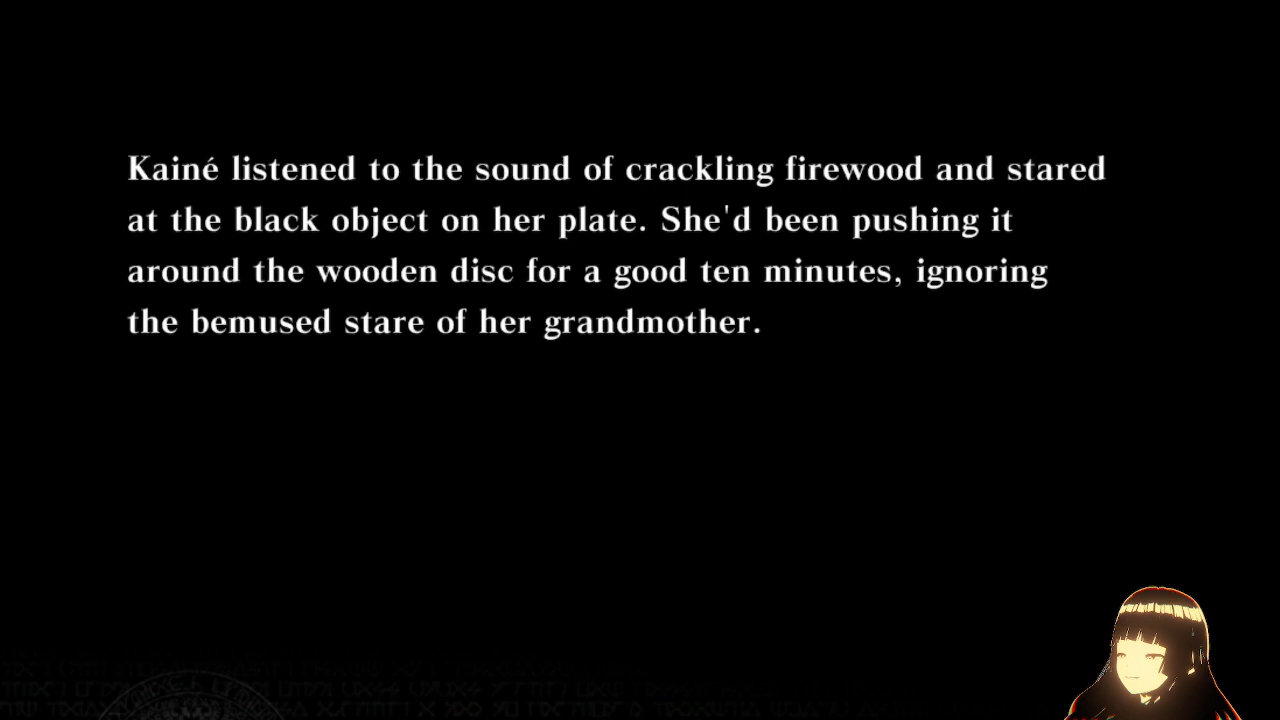 Kainé listened to the sound of crackling firewood and stared
at the black object on her plate. She'd been pushing it
around the wooden disc for a good ten minutes, ignoring
the bemused stare of her grandmother.